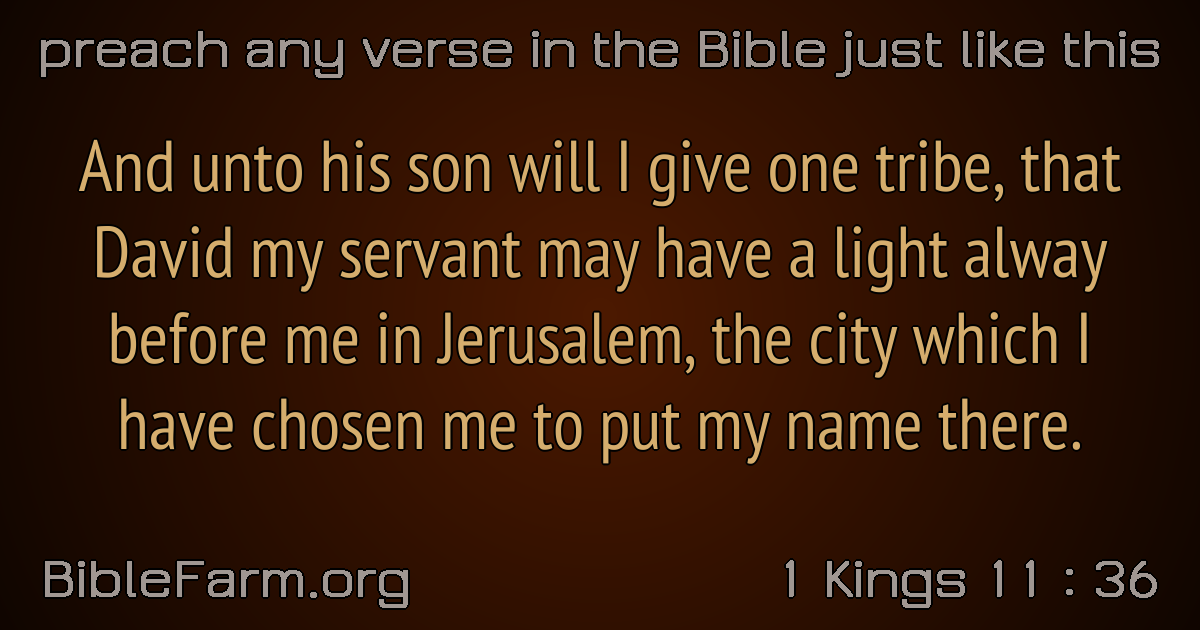 preach any verse in the Bible just like this
And unto his son will I give one tribe, that
David my servant may have a light alway
before me in Jerusalem, the city which I
have chosen me to put my name there.
BibleFarm.org
1 Kings 11 : 36